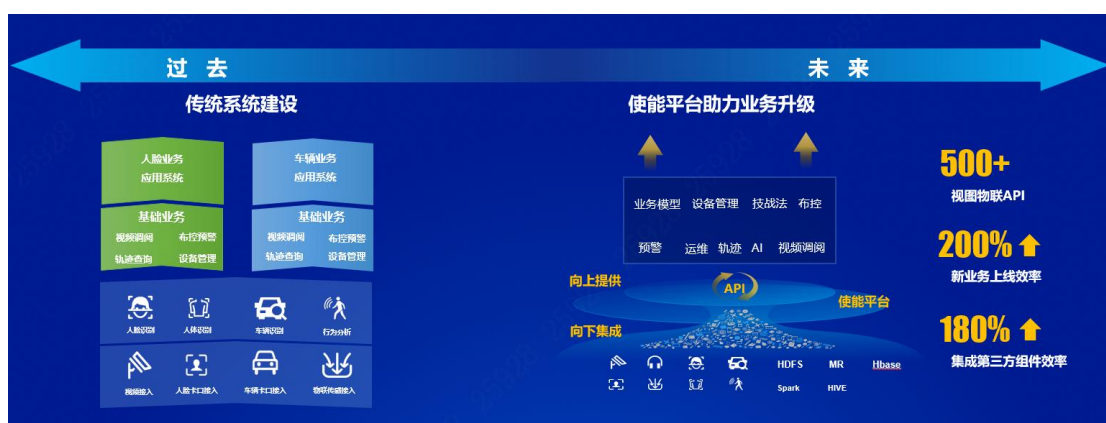 过 去
未 来
传统系统建设
使能平台助力业务升级
人脸业务
应用系统
车辆业务
应用系统
基础业务
视频调阅 布控预警
轨迹查询 设备管理
基础业务
视频调阅 布控预警
轨迹查询 设备管理
人脸识别 人体识别 车辆识别 行为分析
视频接入 人脸卡口接入 车辆卡口接入 物联传感接入
业务模型 设备管理 技战法 布控
预警 运维 轨迹 AI 视频调阅
向上提供
API
使能平台
向下集成
HDFS MR Hbase
Spark HIVE
500+
视图物联API
200%
新业务上线效率
180%
集成第三方组件效率